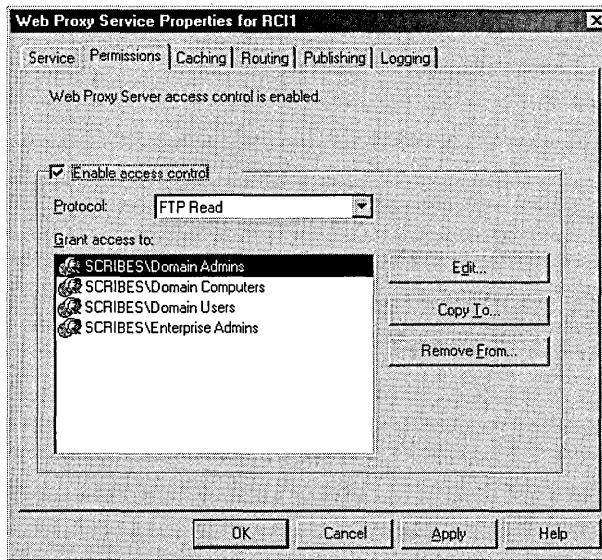 Web Proxy Service Properties for RCI1
Service Permissions Caching Routing Publishing Logging
Web Proxy Server access control is enabled.
Enable access control
Protocol: FTP Read
Grant access to:
SCRIBES\Domain Admins
SCRIBES\Domain Computers
SCRIBES\Domain Users
SCRIBES\Enterprise Admins
Edit...
Copy To...
Remove From...
OK Cancel Apply Help